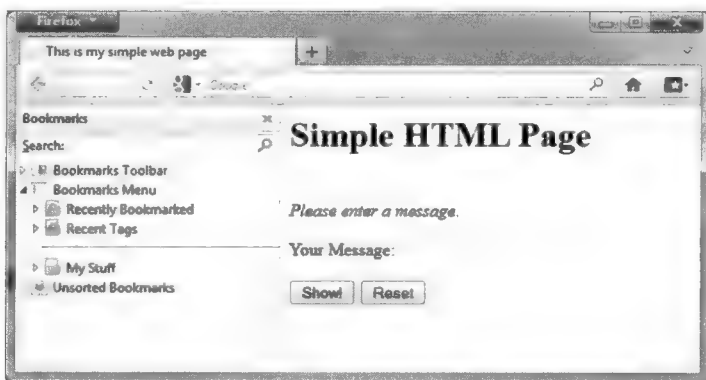 Firefox
This is my simple web page
Google
Bookmarks
Search:
Bookmarks Toolbar
Bookmarks Menu
Recently Bookmarked
Recent Tags
My Stuff
Unsorted Bookmarks
Simple HTML Page
Please enter a message.
Your Message:
Show! Reset